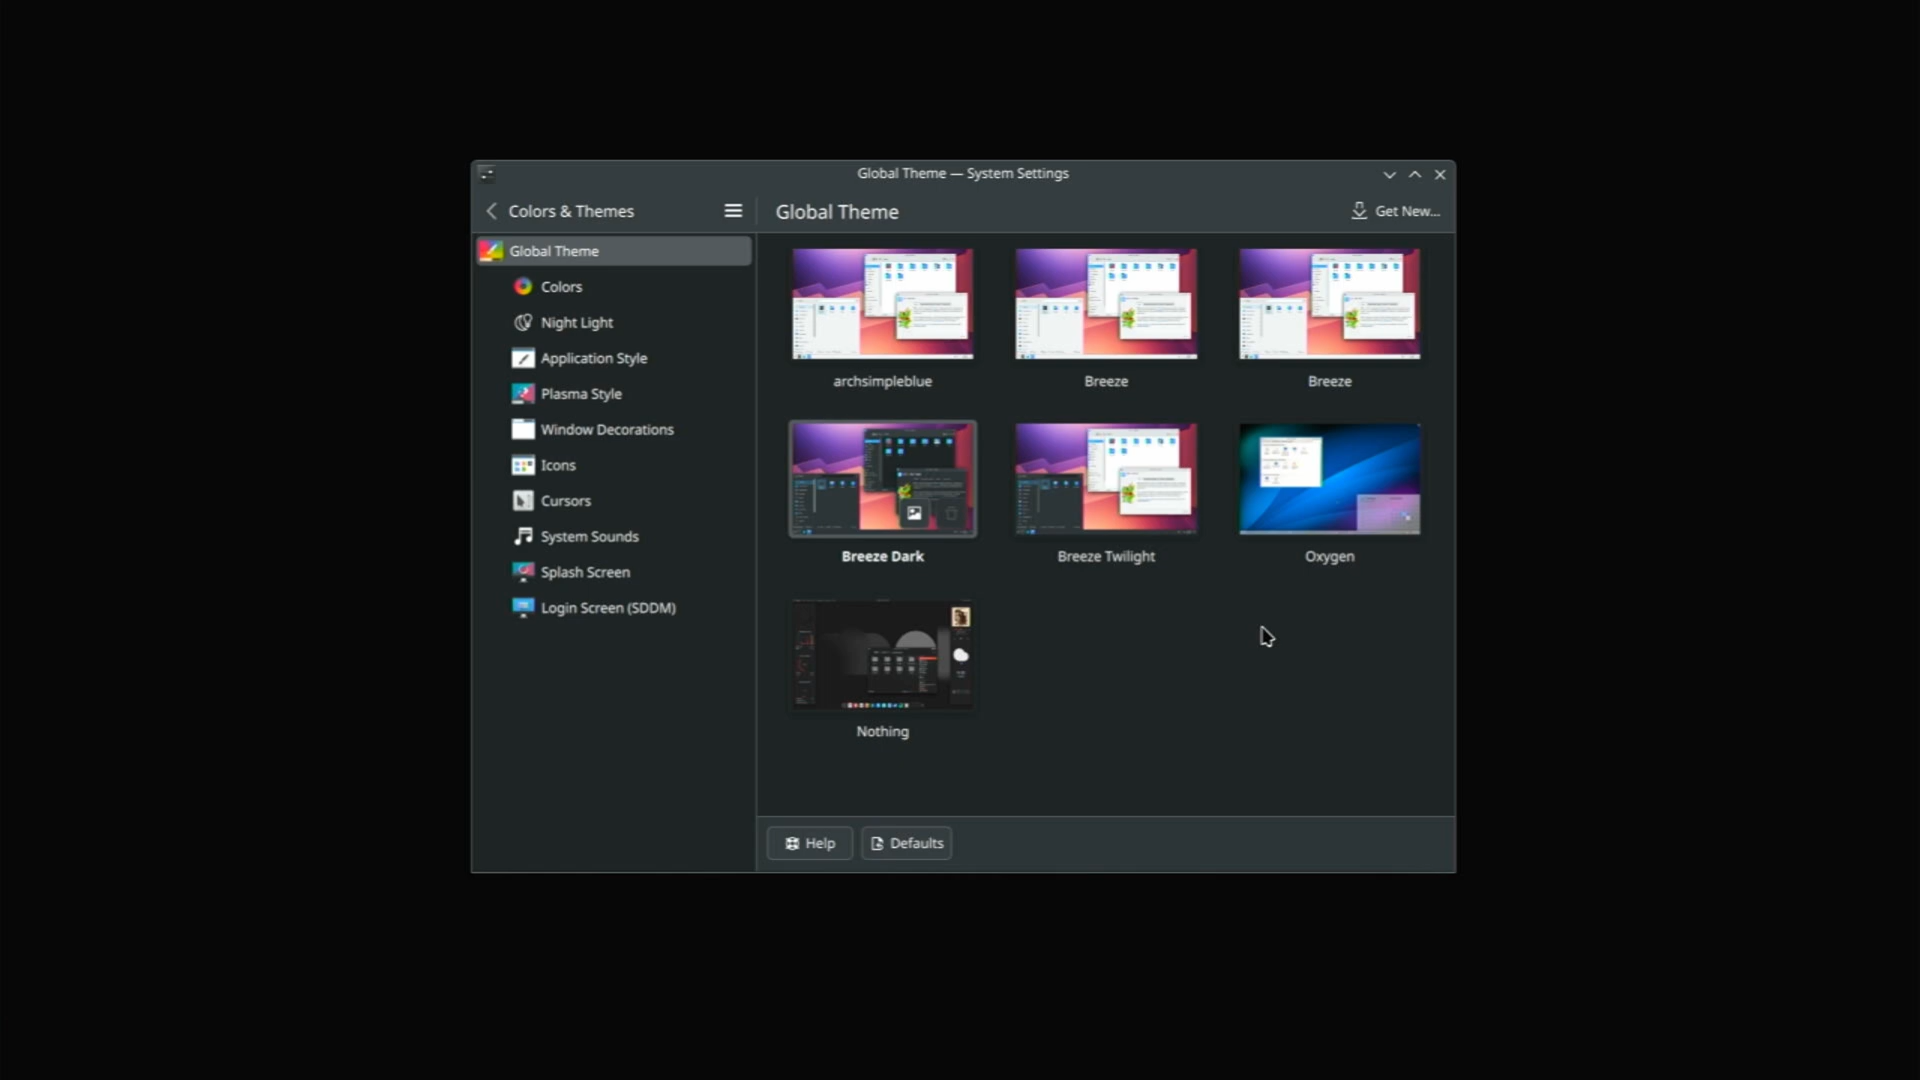 Global Theme — System Settings
Colors & Themes
Global Theme
Get New...
Global Theme
Colors
Night Light
Application Style
Plasma Style
Window Decorations
Icons
Cursors
System Sounds
Splash Screen
Login Screen (SDDM)
archsimpleblue
Breeze
Breeze
Breeze Dark
Breeze Twilight
Oxygen
Nothing
Help
Defaults